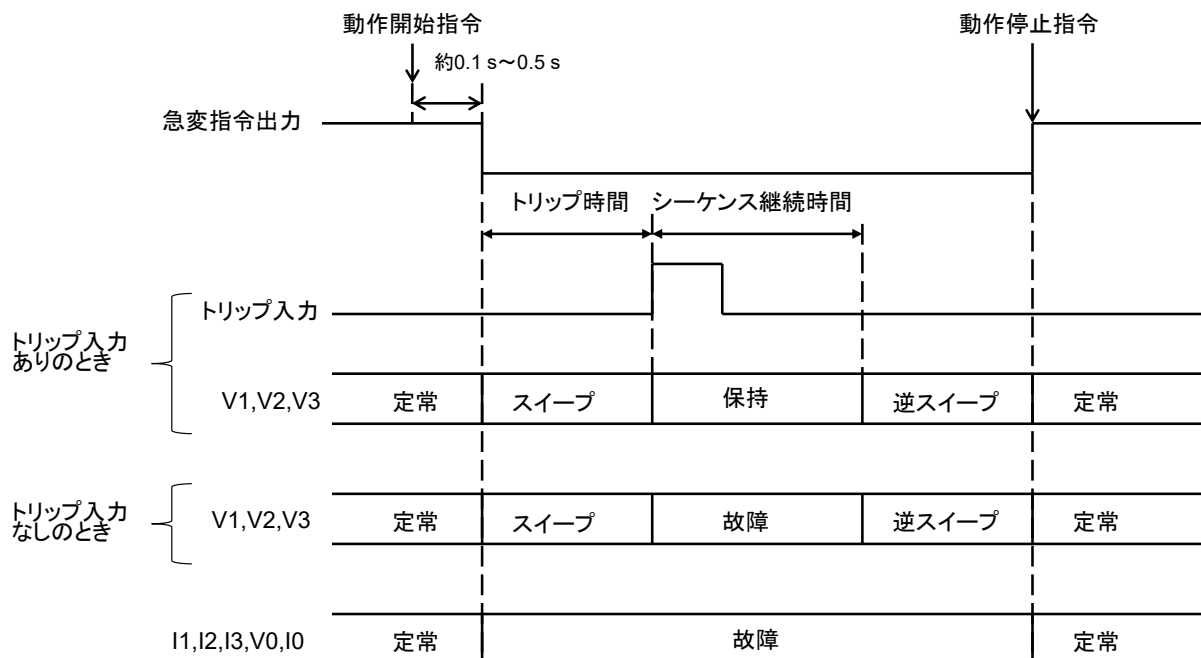 動作開始指令
動作停止指令
約0.1 s～0.5 s
急変指令出力
トリップ時間
シーケンス継続時間
トリップ入力
トリップ入力
ありのとき
V1,V2,V3
定常
スイープ
保持
逆スイープ
定常
トリップ入力
なしのとき
V1,V2,V3
定常
スイープ
故障
逆スイープ
定常
I1,I2,I3,V0,I0
定常
故障
定常